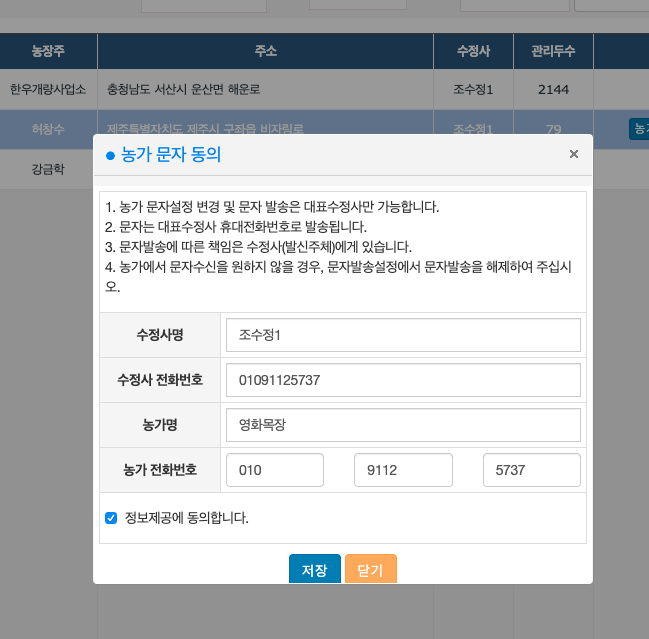 농장주 주소 수정사 관리두수
한우개량사업소 충청남도 서산시 운산면 해운로 조수정1 2144
허창수 제주특별자치도 제주시 구좌읍 비자림로 조수정1 79
강금학
농가 문자 동의 ×
1. 농가 문자설정 변경 및 문자 발송은 대표수정사만 가능합니다.
2. 문자는 대표수정사 휴대전화번호로 발송됩니다.
3. 문자발송에 따른 책임은 수정사(발신주체)에게 있습니다.
4. 농가에서 문자수신을 원하지 않을 경우, 문자발송설정에서 문자발송을 해제하여 주십시
오.
수정사명 조수정1
수정사 전화번호 01091125737
농가명 영화목장
농가 전화번호 010 9112 5737
정보제공에 동의합니다.
저장 닫기